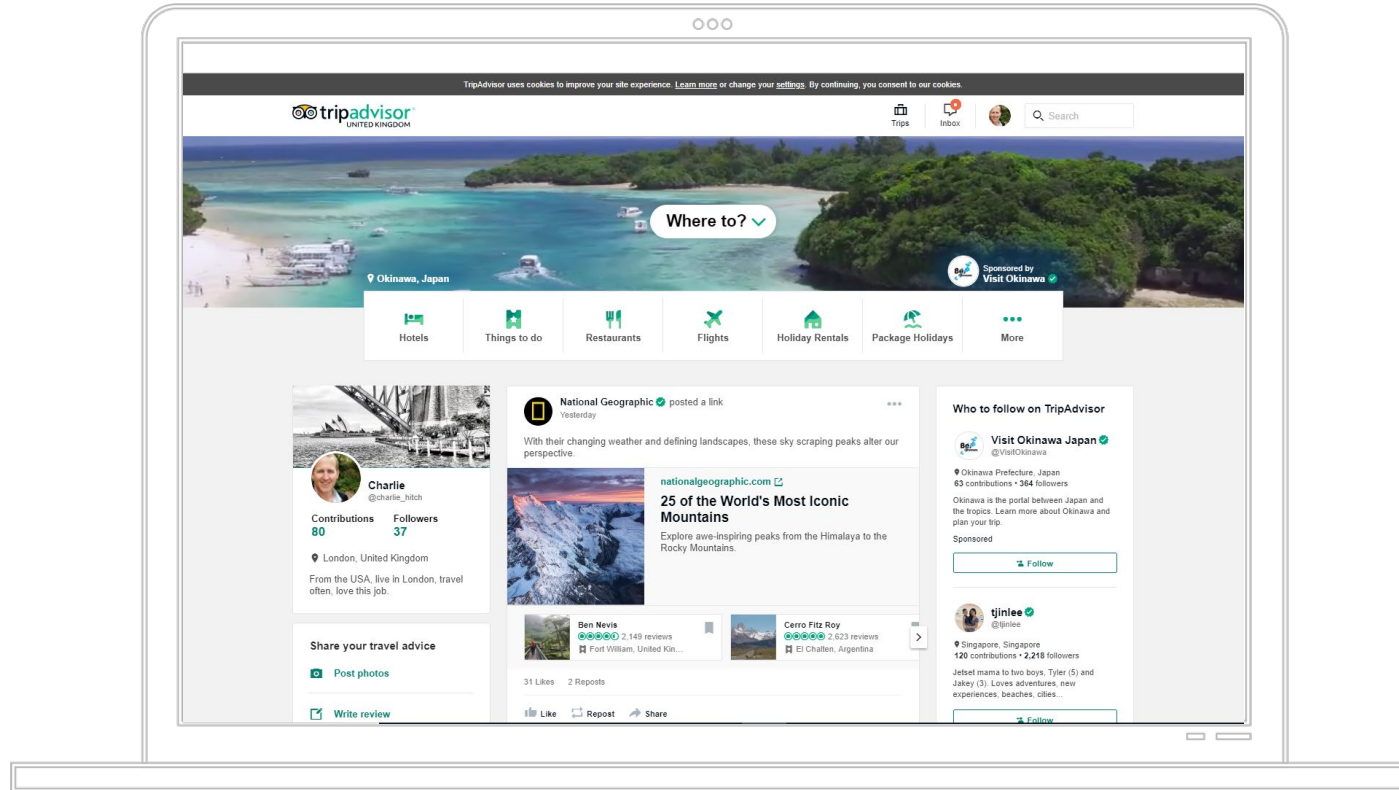 TripAdvisor uses cookies to improve your site experience. Learn more or change your settings. By continuing, you consent to our cookies.
tripadvisor
UNITED KINGDOM
Trips
Inbox
Search
Where to?
Okinawa, Japan
Sponsored by
Visit Okinawa
Hotels
Things to do
Restaurants
Flights
Holiday Rentals
Package Holidays
More
Charlie
@charlie_hitch
Contributions Followers
80 37
London, United Kingdom
From the USA, live in London, travel
often, love this job.
Share your travel advice
Post photos
Write review
National Geographic posted a link
Yesterday
With their changing weather and defining landscapes, these sky scraping peaks alter our
perspective.
nationalgeographic.com
25 of the World's Most Iconic
Mountains
Explore awe-inspiring peaks from the Himalaya to the
Rocky Mountains.
Ben Nevis
2,149 reviews
Fort William, United Kin...
Cerro Fitz Roy
2,623 reviews
El Chalten, Argentina
31 Likes 2 Reposts
Like Repost Share
Who to follow on TripAdvisor
Visit Okinawa Japan
@VisitOkinawa
Okinawa Prefecture, Japan
63 contributions • 364 followers
Okinawa is the portal between Japan and
the tropics. Learn more about Okinawa and
plan your trip.
Sponsored
Follow
tjinlee
@tjinlee
Singapore, Singapore
120 contributions • 2,218 followers
Jetset mama to two boys, Tyler (5) and
Jakey (3). Loves adventures, new
experiences, beaches, cities...
Follow